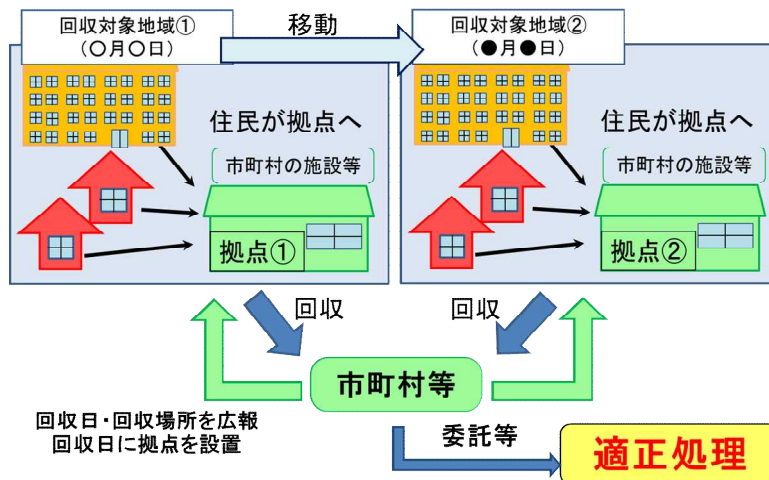 回収対象地域①
(〇月〇日)
移動
回収対象地域②
(●月●日)
住民が拠点へ
市町村の施設等
拠点①
住民が拠点へ
市町村の施設等
拠点②
回収
回収
市町村等
回収日・回収場所を広報
回収日に拠点を設置
委託等
適正処理